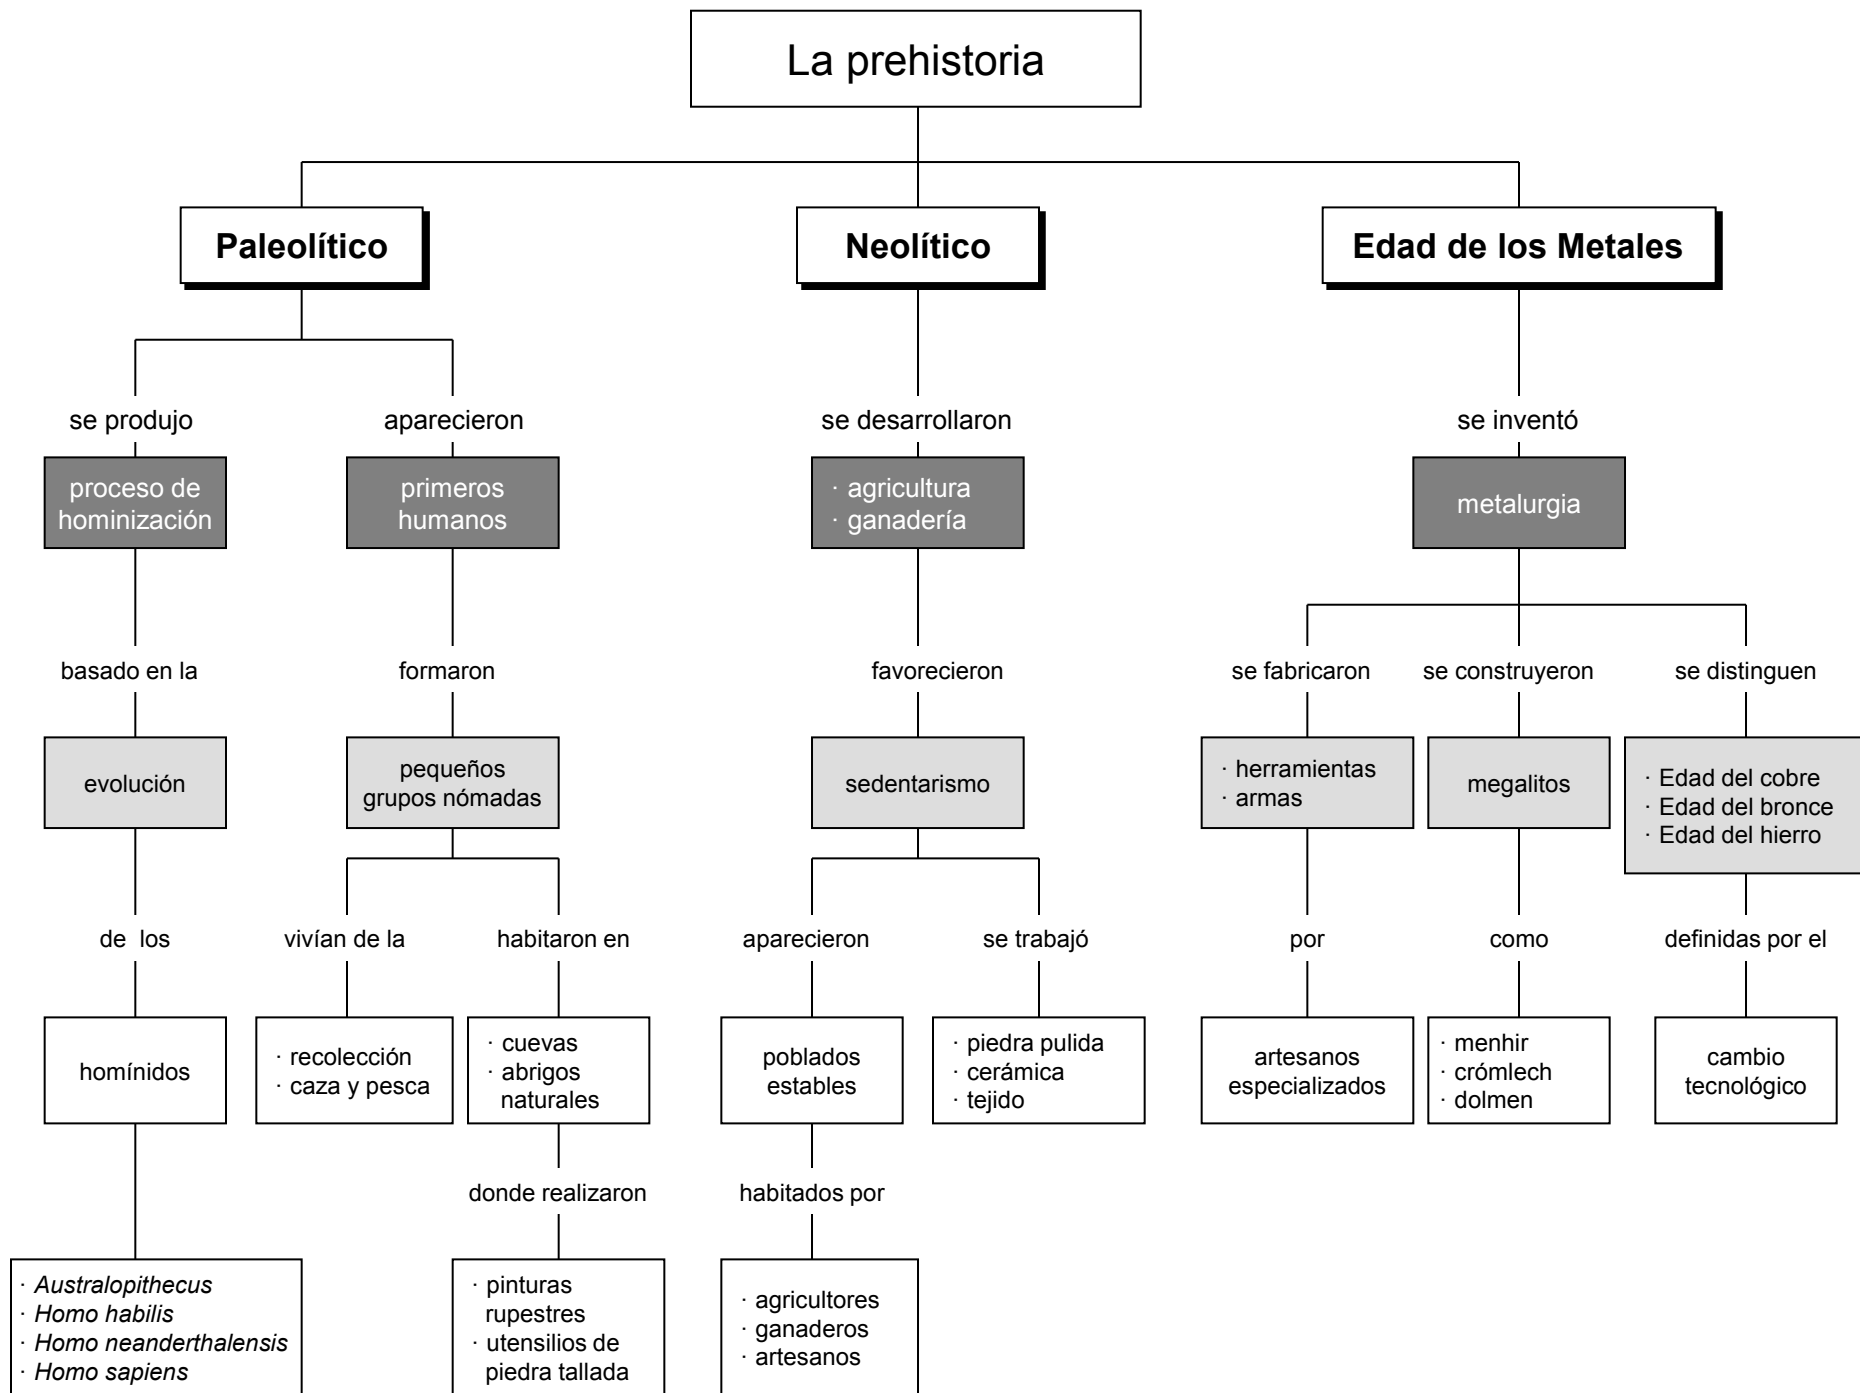 La prehistoria
Paleolítico
Neolítico
Edad de los Metales
se produjo
aparecieron
se desarrollaron
se inventó
proceso de
hominización
primeros
humanos
· agricultura
· ganadería
metalurgia
basado en la
formaron
favorecieron
se fabricaron
se construyeron
se distinguen
evolución
pequeños
grupos nómadas
sedentarismo
· herramientas
· armas
megalitos
· Edad del cobre
· Edad del bronce
· Edad del hierro
de los
vivían de la
habitaron en
aparecieron
se trabajó
por
como
definidas por el
homínidos
· recolección
· caza y pesca
· cuevas
· abrigos
naturales
poblados
estables
· piedra pulida
· cerámica
· tejido
artesanos
especializados
· menhir
· crómlech
· dolmen
cambio
tecnológico
donde realizaron
habitados por
· Australopithecus
· Homo habilis
· Homo neanderthalensis
· Homo sapiens
· pinturas
rupestres
· utensilios de
piedra tallada
· agricultores
· ganaderos
· artesanos